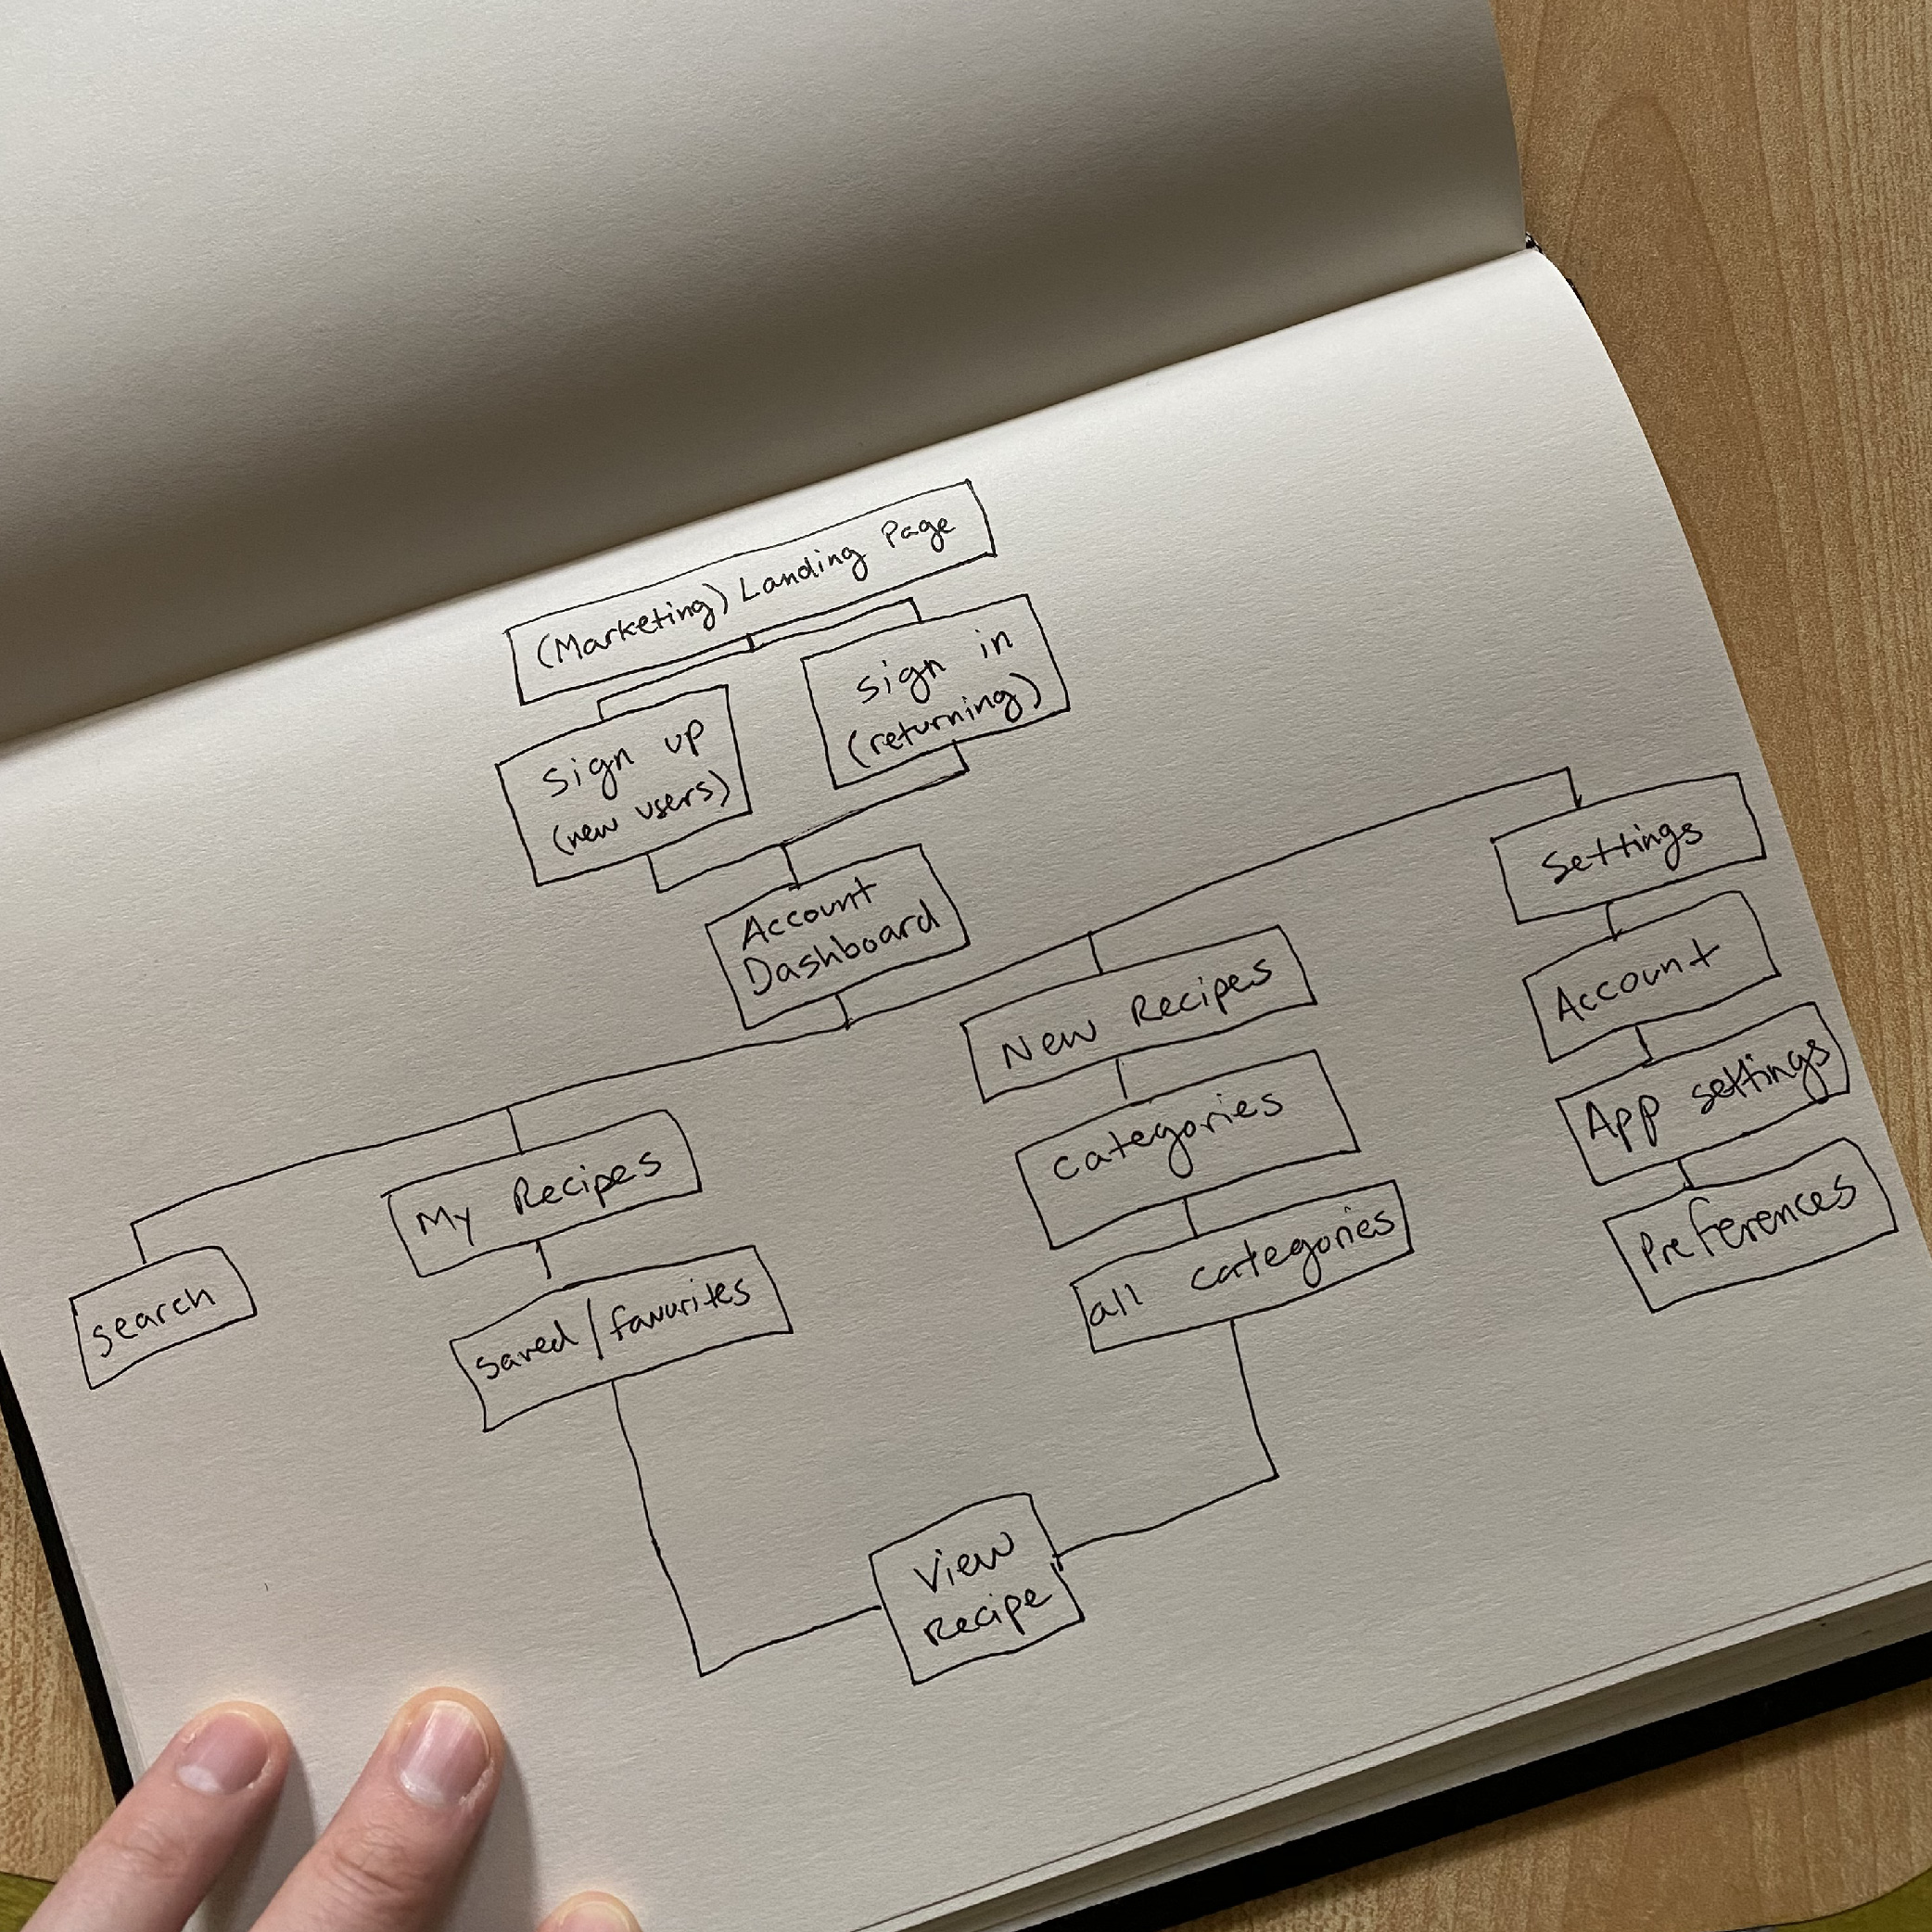 (Marketing) Landing Page
Sign up
(new users)
sign in
(returning)
Account
Dashboard
search
My Recipes
saved/favorites
New Recipes
categories
all categories
Settings
Account
App settings
Preferences
View
recipe